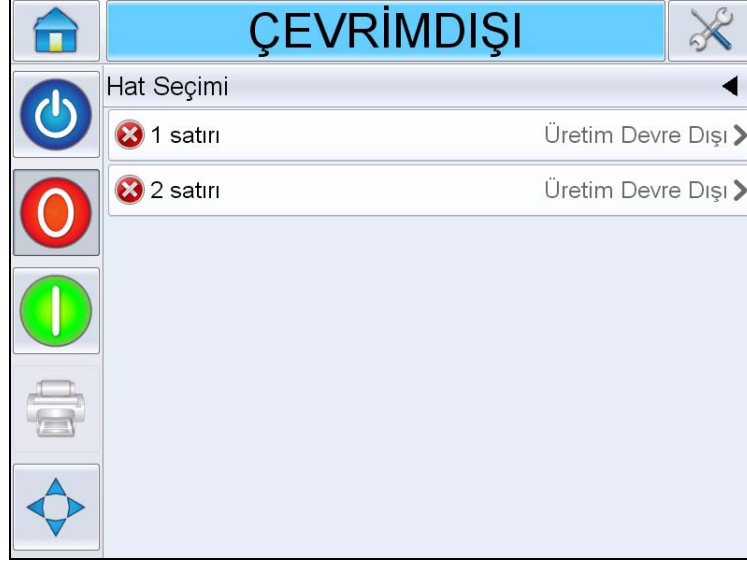 ÇEVRİMDIŞI
Hat Seçimi
1 satırı Üretim Devre Dışı
2 satırı Üretim Devre Dışı